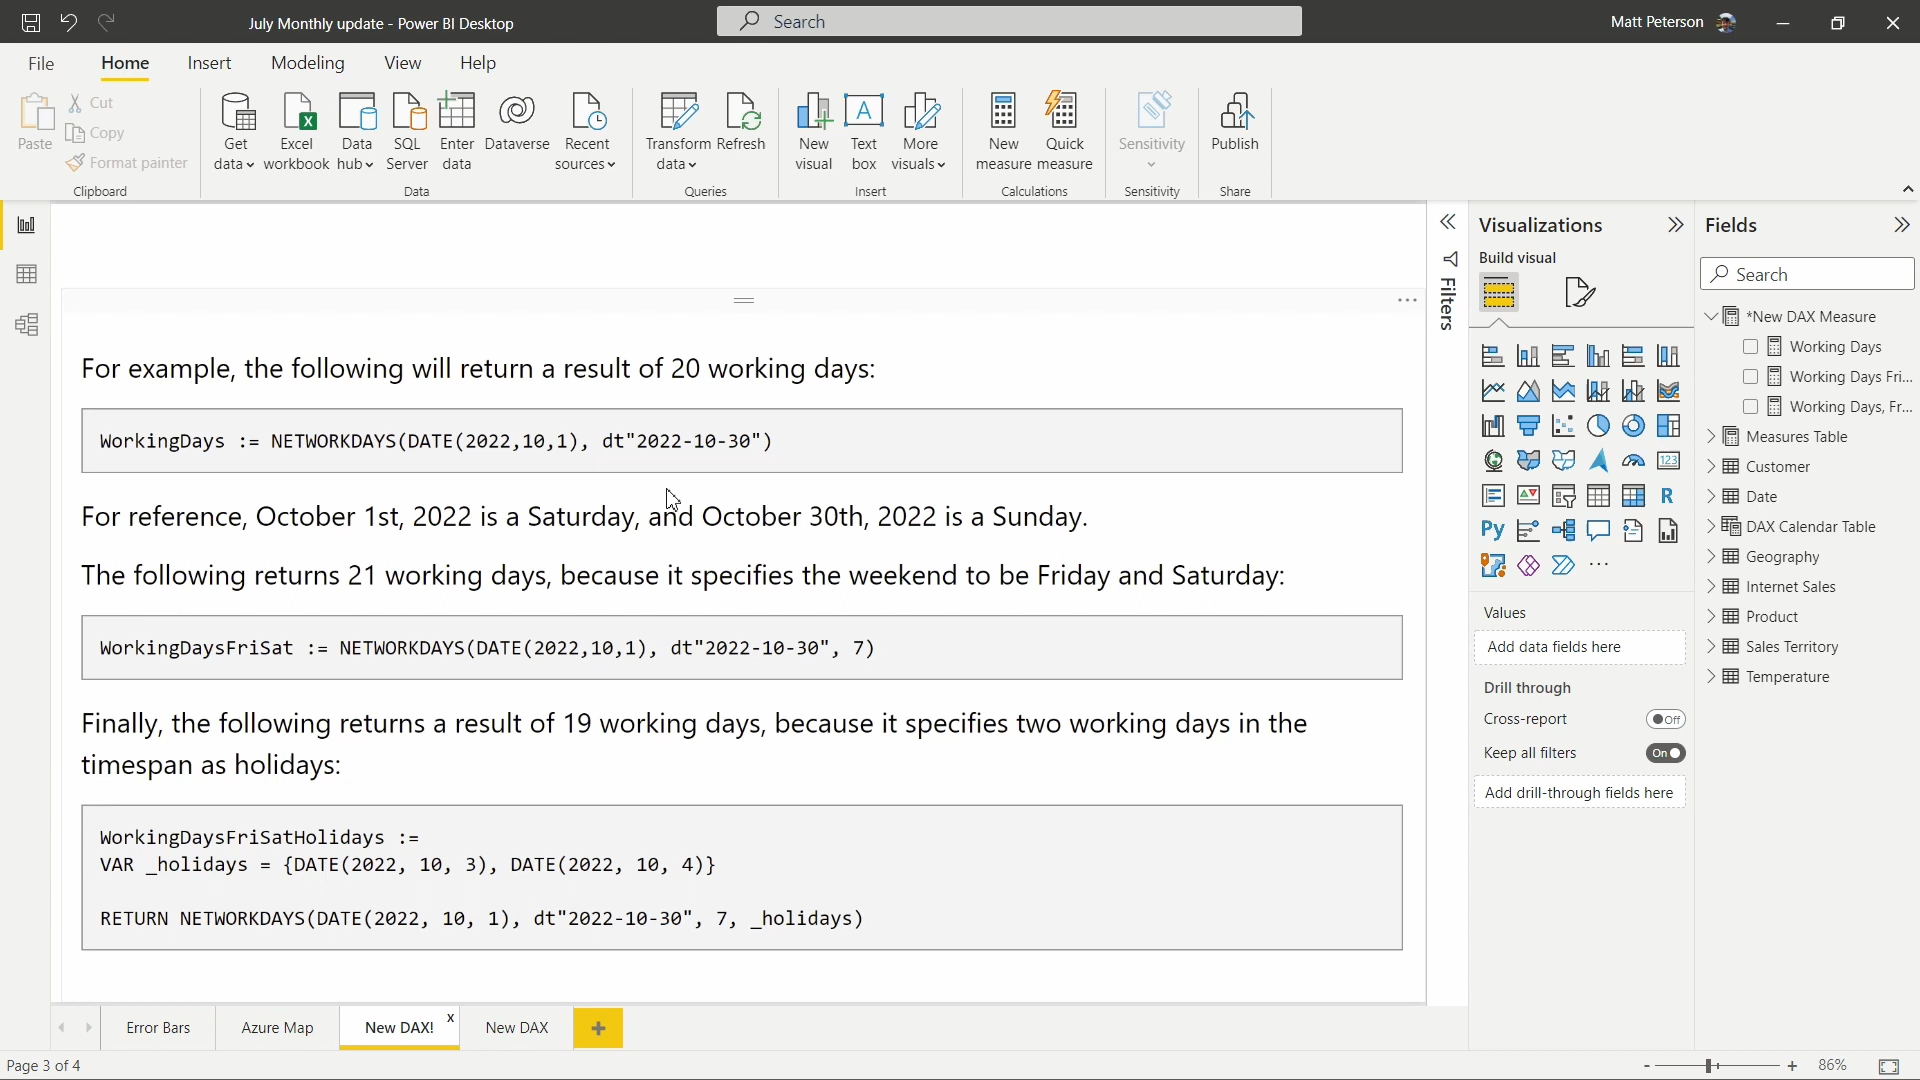 July Monthly update - Power BI Desktop
Search
Matt Peterson
File
Home
Insert
Modeling
View
Help
Paste
Cut
Copy
Format painter
Clipboard
Get data
Excel workbook
Data hub
SQL Server
Enter data
Dataverse
Recent sources
Data
Transform data
Refresh
Queries
New visual
Text box
More visuals
Insert
New measure
Quick measure
Calculations
Sensitivity
Sensitivity
Publish
Share
For example, the following will return a result of 20 working days:
WorkingDays := NETWORKDAYS(DATE(2022,10,1), dt"2022-10-30")
For reference, October 1st, 2022 is a Saturday, and October 30th, 2022 is a Sunday.
The following returns 21 working days, because it specifies the weekend to be Friday and Saturday:
WorkingDaysFriSat := NETWORKDAYS(DATE(2022,10,1), dt"2022-10-30", 7)
Finally, the following returns a result of 19 working days, because it specifies two working days in the
timespan as holidays:
WorkingDaysFriSatHolidays :=
VAR _holidays = {DATE(2022, 10, 3), DATE(2022, 10, 4)}
RETURN NETWORKDAYS(DATE(2022, 10, 1), dt"2022-10-30", 7, _holidays)
Filters
Visualizations
Build visual
123
R
Py
Values
Add data fields here
Drill through
Cross-report
Off
Keep all filters
On
Add drill-through fields here
Fields
Search
*New DAX Measure
Working Days
Working Days Fri...
Working Days, Fr...
Measures Table
Customer
Date
DAX Calendar Table
Geography
Internet Sales
Product
Sales Territory
Temperature
Error Bars
Azure Map
New DAX!
x
New DAX
+
Page 3 of 4
- + 86%